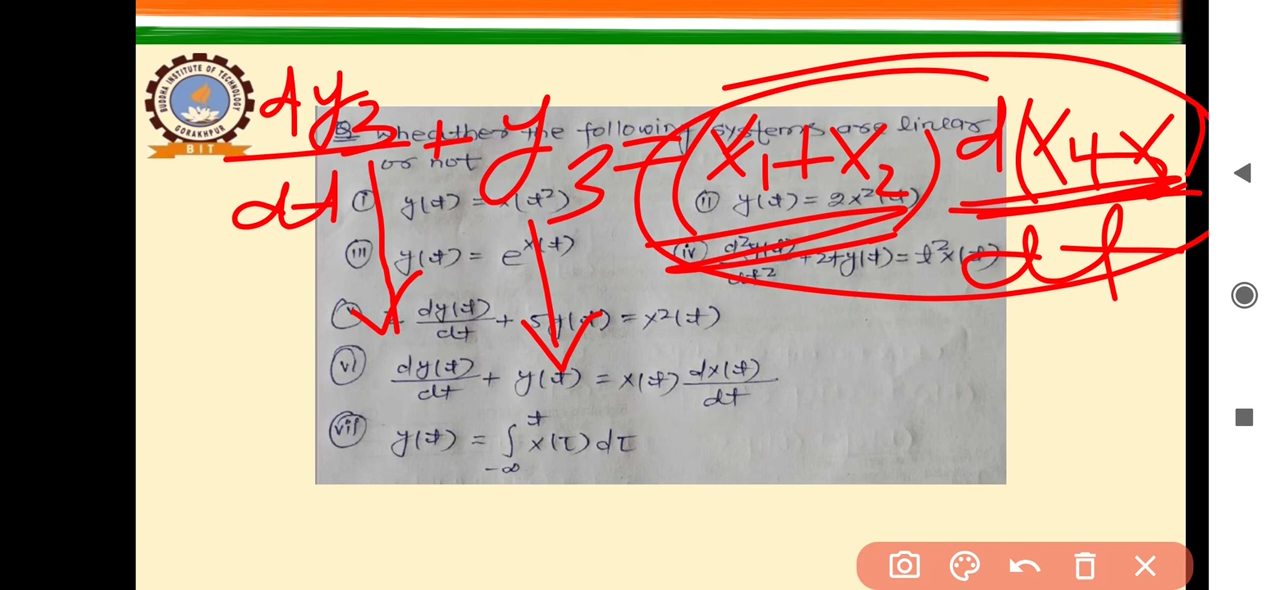 BUDDHA INSTITUTE OF TECHNOLOGY
GORAKHPUR
BIT
dy3/dt + y3 = (x1+x2) d(x1+x2)/dt
Q Wheather the following systems are linear
or not
(i) y(t) = x(t²) (ii) y(t) = 2x²(t)
(iii) y(t) = e^x(t) (iv) d²y(t)/dt² + 2ty(t) = t²x(t)
(v) dy(t)/dt + 5y(t) = x²(t)
(vi) dy(t)/dt + y(t) = x(t) dx(t)/dt
(vii) y(t) = ∫_{-∞}^{t} x(τ) dτ